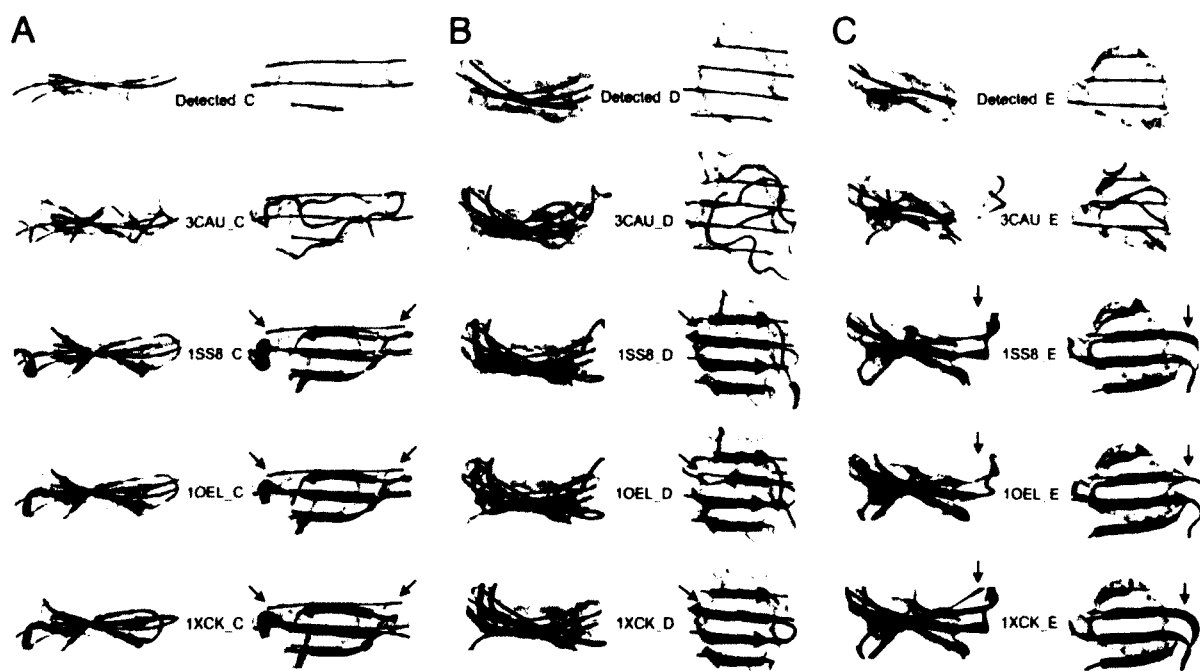 A B C
Detected C Detected D Detected E
3CAU_C 3CAU_D 3CAU_E
1SS8_C 1SS8_D 1SS8_E
1OEL_C 1OEL_D 1OEL_E
1XCK_C 1XCK_D 1XCK_E